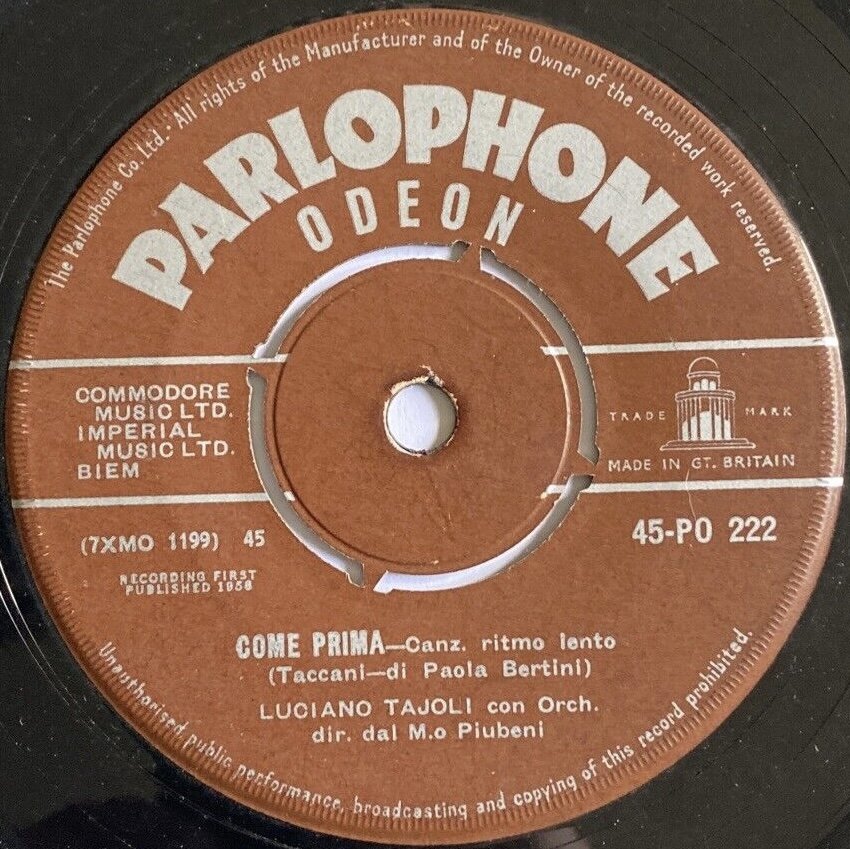 The Parlophone Co. Ltd. All rights of the Manufacturer and of the Owner of the recorded work reserved.
PARLOPHONE
ODEON
COMMODORE
MUSIC LTD.
IMPERIAL
MUSIC LTD.
BIEM
TRADE MARK
MADE IN GT. BRITAIN
(7XMO 1199) 45
45-PO 222
RECORDING FIRST
PUBLISHED 1958
COME PRIMA—Canz. ritmo lento
(Taccani—di Paola Bertini)
LUCIANO TAJOLI con Orch.
dir. dal M.o Piubeni
Unauthorised public performance, broadcasting and copying of this record prohibited.